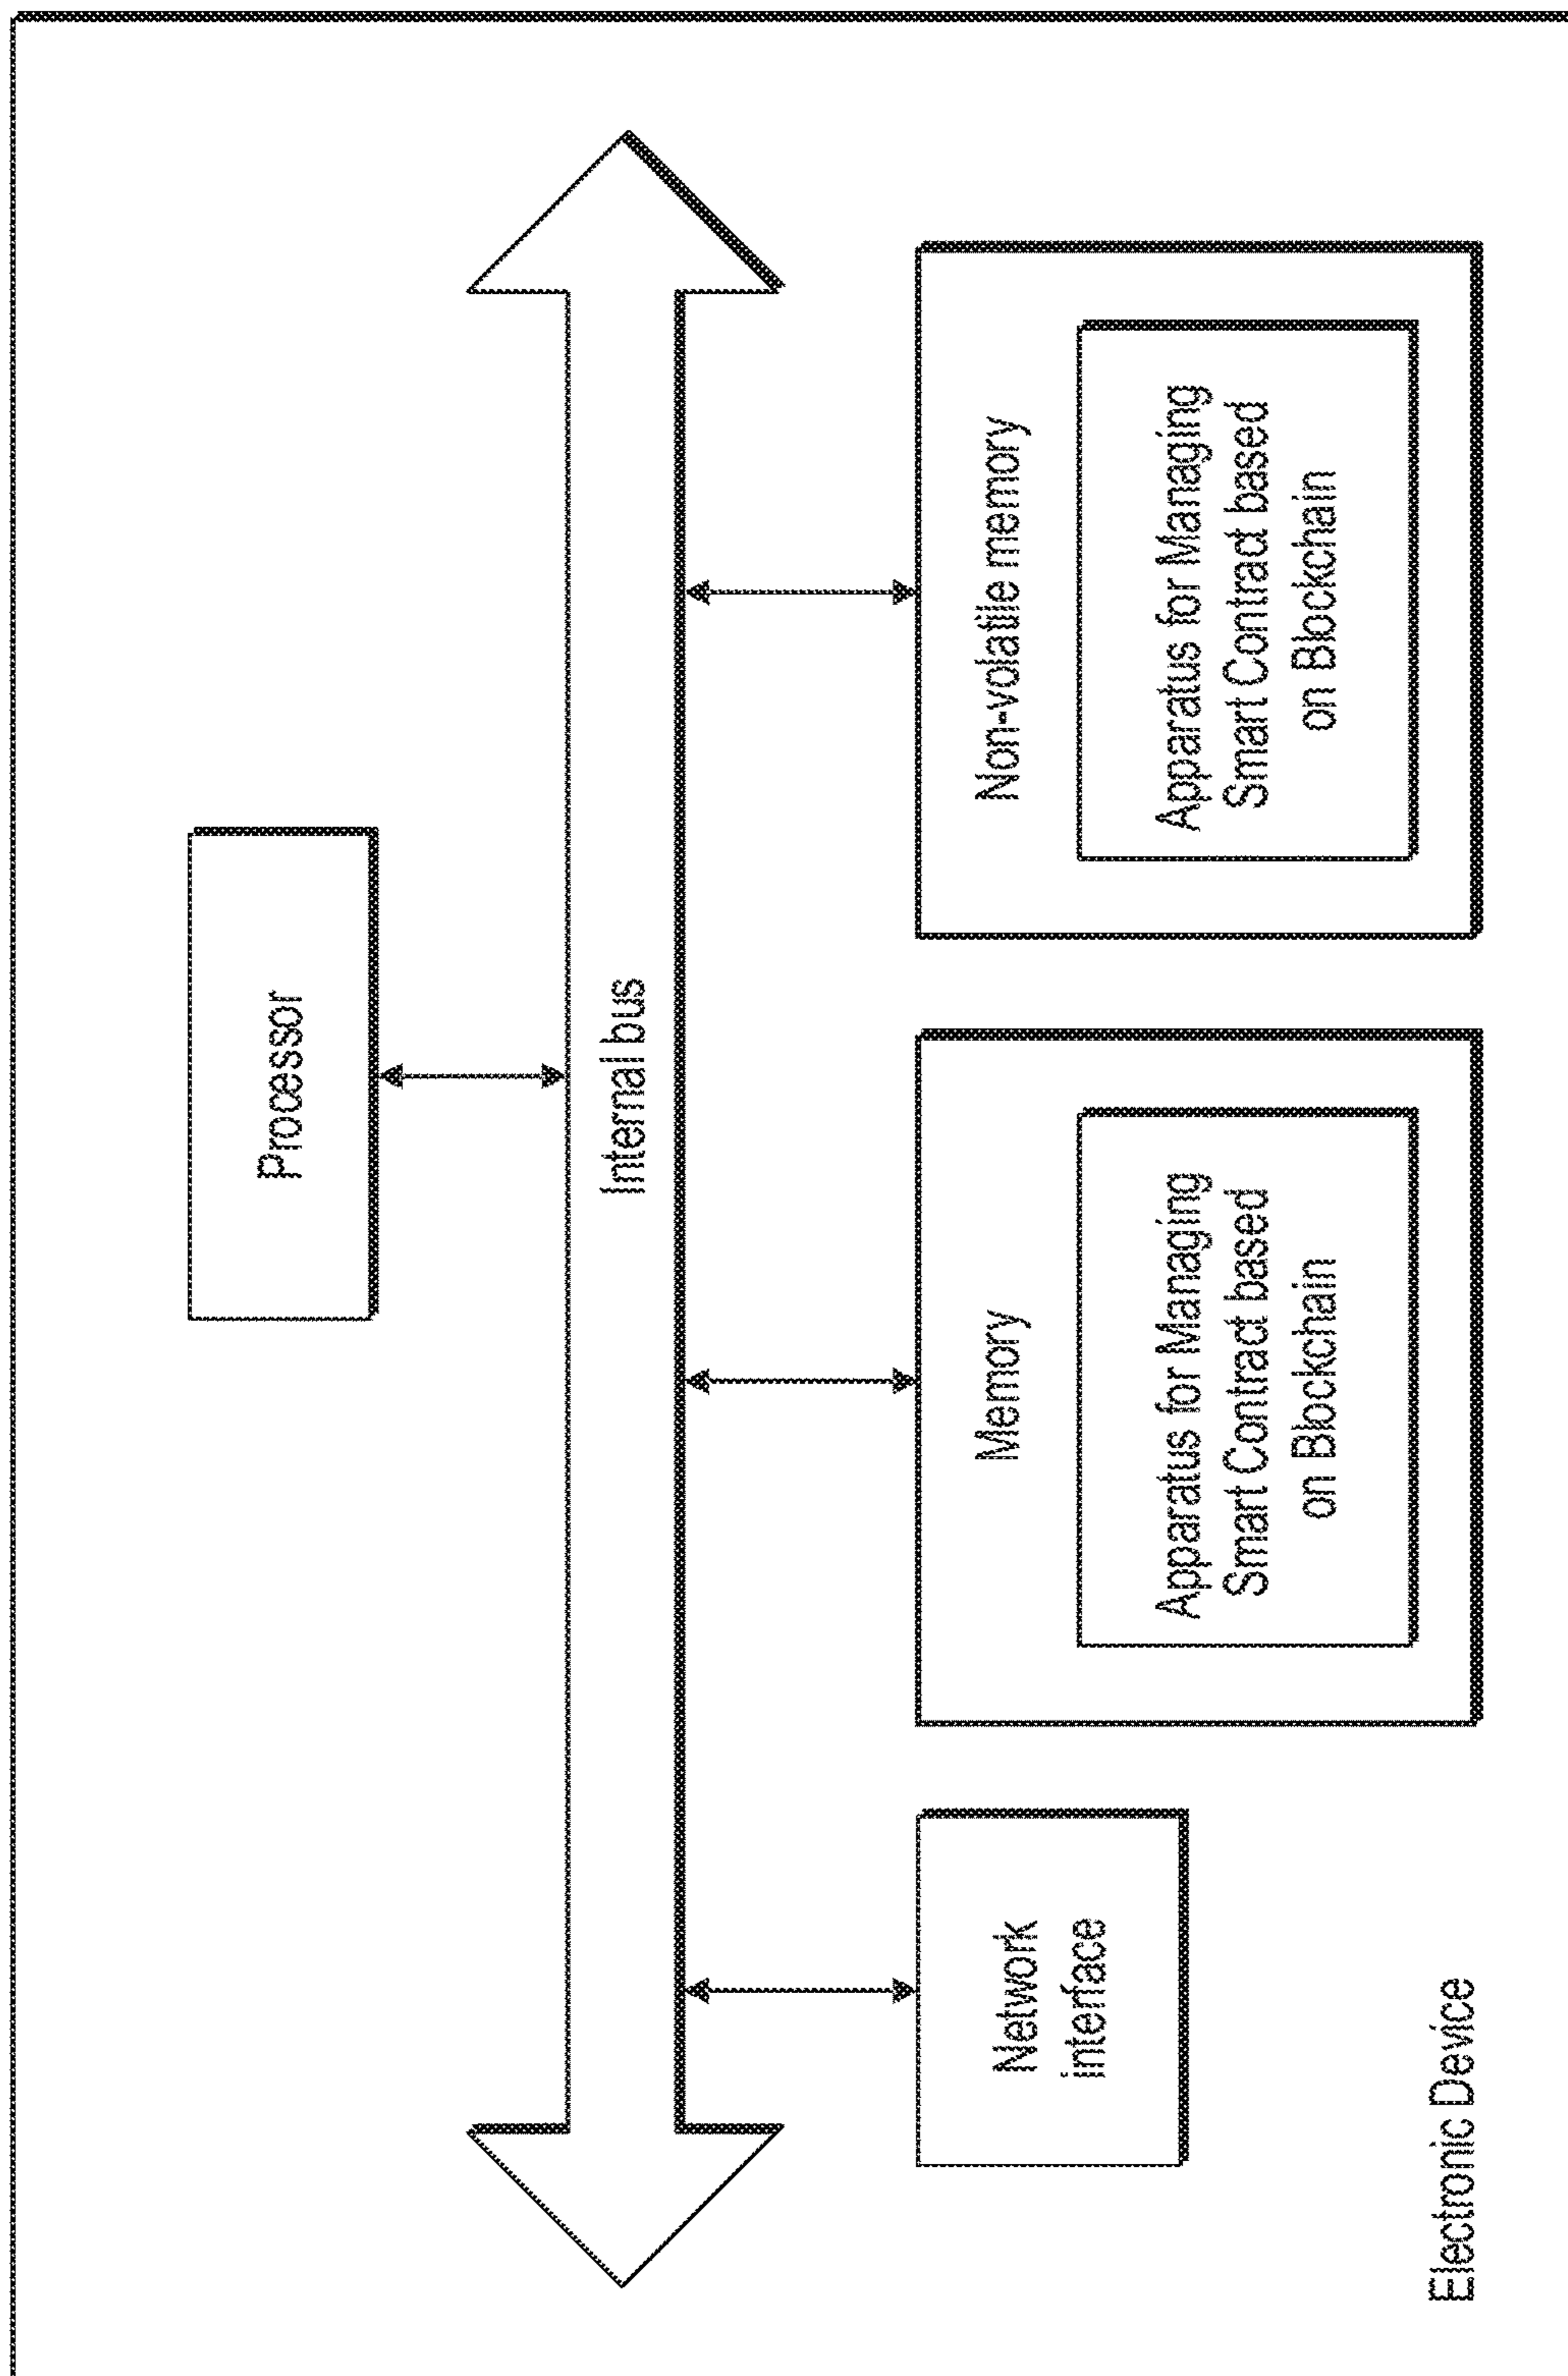 Processor
Internal bus
Network
interface
Memory
Apparatus for Managing
Smart Contract based
on Blockchain
Non-volatile memory
Apparatus for Managing
Smart Contract based
on Blockchain
Electronic Device